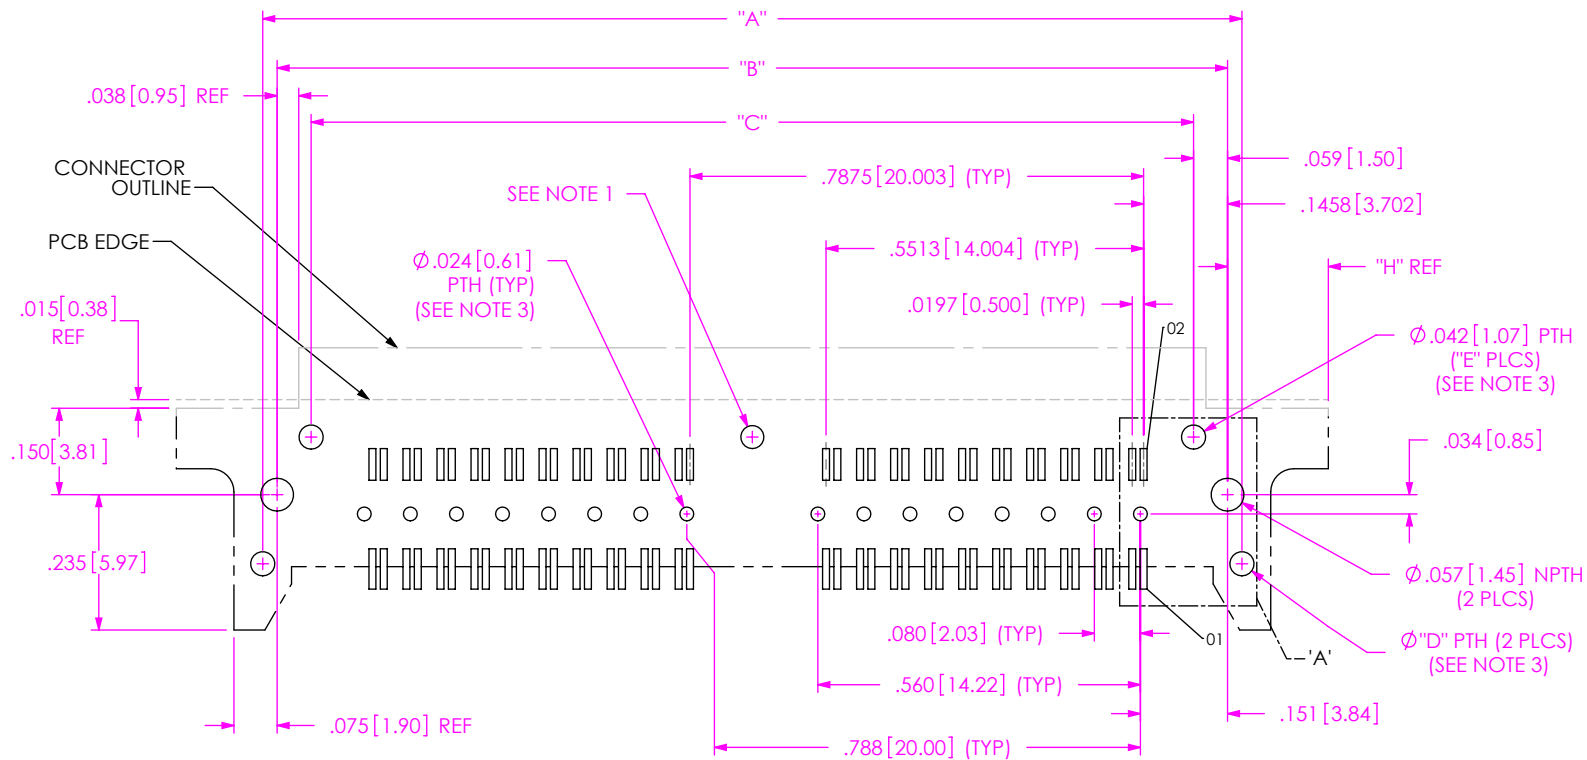 "A"
"B"
.038[0.95] REF
"C"
CONNECTOR
OUTLINE
.059[1.50]
.7875[20.003] (TYP)
SEE NOTE 1
.1458[3.702]
PCB EDGE
.5513[14.004] (TYP)
Ø.024[0.61]
PTH (TYP)
(SEE NOTE 3)
"H" REF
.015[0.38]
REF
.0197[0.500] (TYP)
02
Ø.042[1.07] PTH
("E" PLCS)
(SEE NOTE 3)
.150[3.81]
.034[0.85]
.235[5.97]
Ø.057[1.45] NPTH
(2 PLCS)
.080[2.03] (TYP)
01
'A'
Ø"D" PTH (2 PLCS)
(SEE NOTE 3)
.560[14.22] (TYP)
.075[1.90] REF
.151[3.84]
.788[20.00] (TYP)